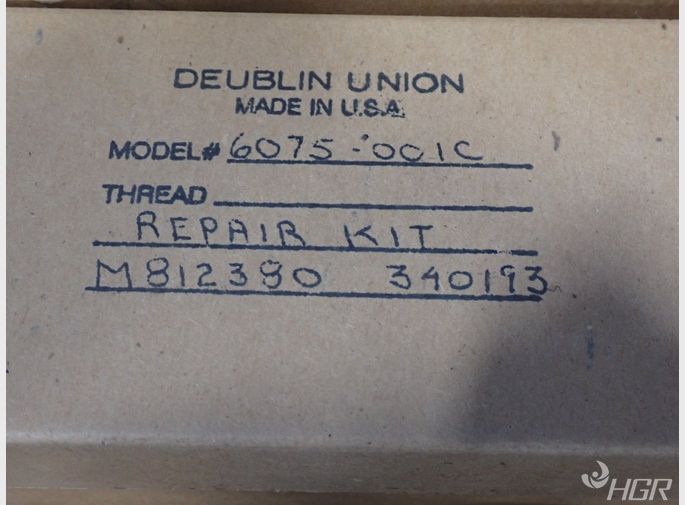 DEUBLIN UNION
MADE IN U.S.A.
MODEL# 6075-001C
THREAD
REPAIR KIT
M812380 340193
HGR